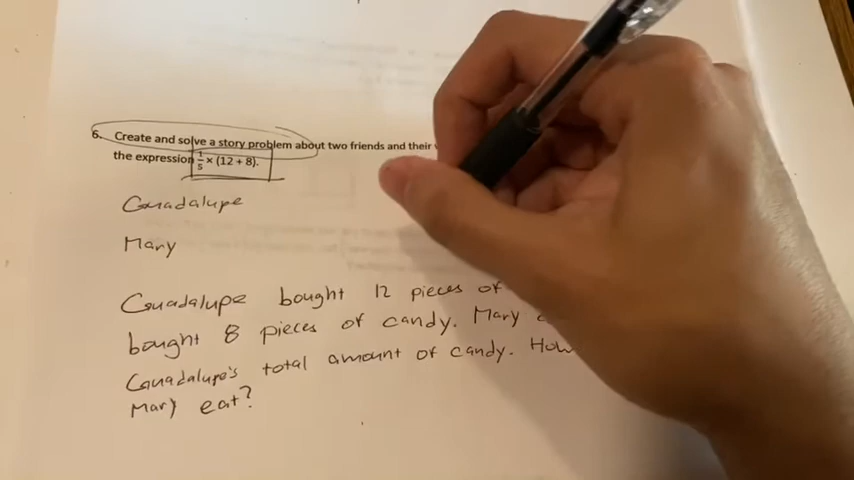 6. Create and solve a story problem about two friends and their
the expression 1/5 × (12 + 8).
Guadalupe
Mary
Guadalupe bought 12 pieces of
bought 8 pieces of candy. Mary
Guadalupe's total amount of candy. How
Mary eat?